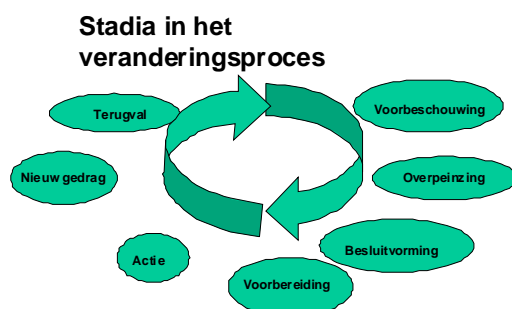 Stadia in het
veranderingsproces
Terugval
Voorbeschouwing
Nieuw gedrag
Overpeinzing
Actie
Besluitvorming
Voorbereiding